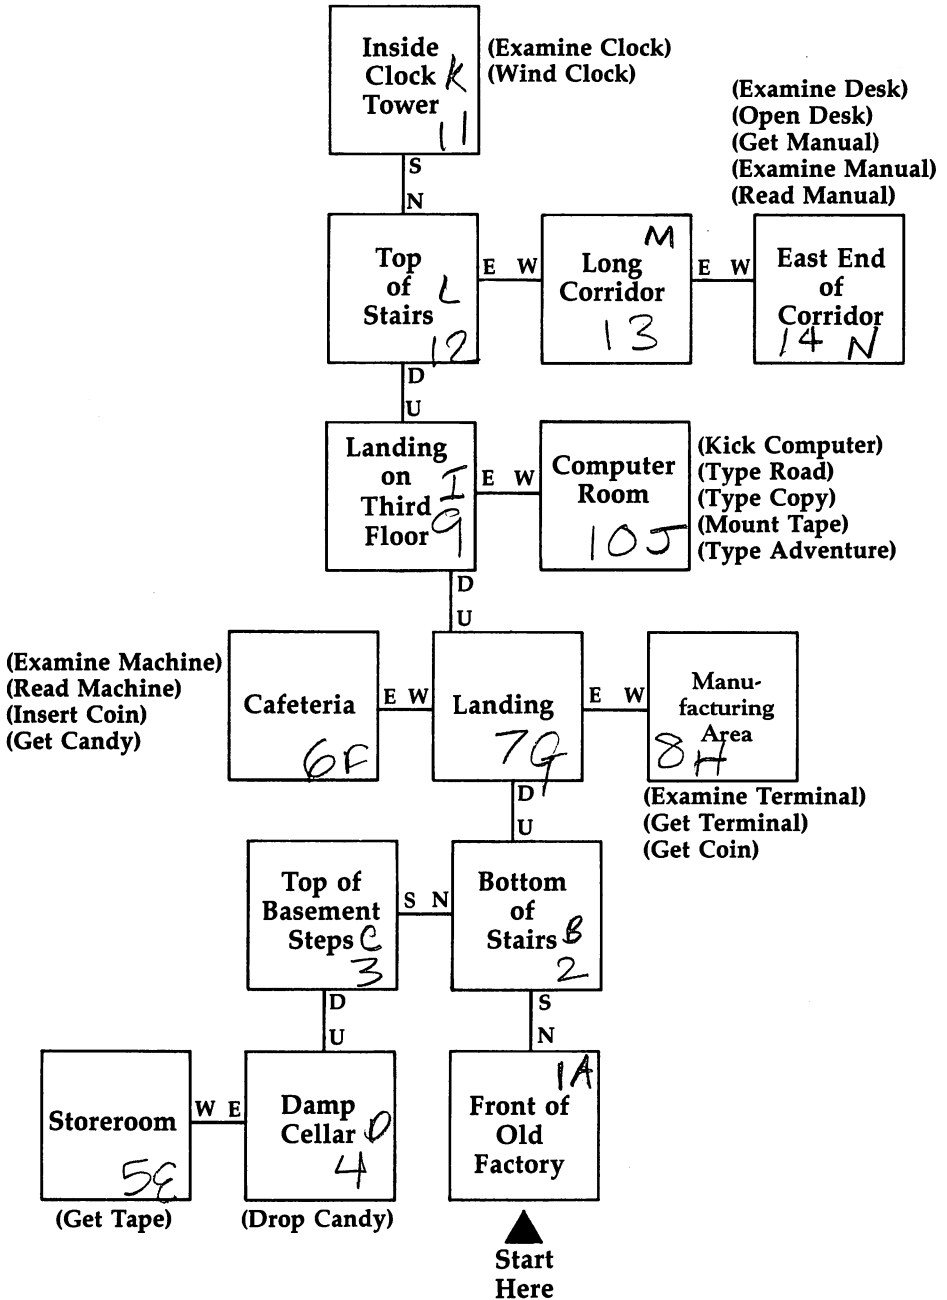 Inside
Clock K
Tower
11
(Examine Clock)
(Wind Clock)
S
N
(Examine Desk)
(Open Desk)
(Get Manual)
(Examine Manual)
(Read Manual)
Top
of L
Stairs
12
E W
M
Long
Corridor
13
E W
East End
of
Corridor
14 N
D
U
Landing
on
Third I
Floor 9
E W
Computer
Room
10 J
(Kick Computer)
(Type Road)
(Type Copy)
(Mount Tape)
(Type Adventure)
D
U
(Examine Machine)
(Read Machine)
(Insert Coin)
(Get Candy)
Cafeteria
6F
E W
Landing
7G
E W
Manu-
facturing
Area
8H
(Examine Terminal)
(Get Terminal)
(Get Coin)
D
U
Top of
Basement
Steps C
3
S N
Bottom
of
Stairs B
2
D
U
S
N
Storeroom
5E
(Get Tape)
W E
Damp
Cellar D
4
(Drop Candy)
1A
Front of
Old
Factory
Start
Here